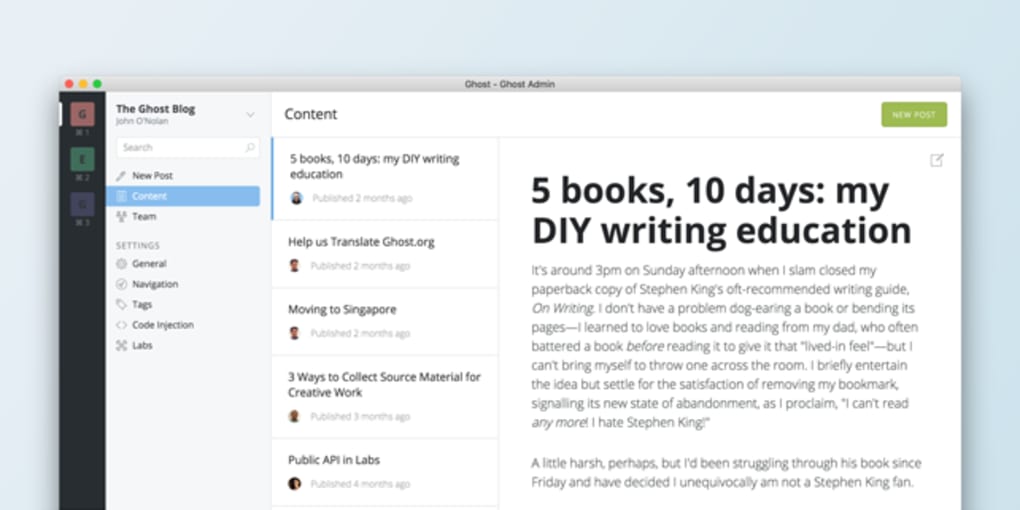 Ghost - Ghost Admin
G
⌘ 1
E
⌘ 2
G
⌘ 3
The Ghost Blog
John O'Nolan
Search
New Post
Content
Team
SETTINGS
General
Navigation
Tags
Code Injection
Labs
Content
NEW POST
5 books, 10 days: my DIY writing
education
Published 2 months ago
Help us Translate Ghost.org
Published 2 months ago
Moving to Singapore
Published 2 months ago
3 Ways to Collect Source Material for
Creative Work
Published 3 months ago
Public API in Labs
Published 4 months ago
5 books, 10 days: my
DIY writing education
It's around 3pm on Sunday afternoon when I slam closed my
paperback copy of Stephen King's oft-recommended writing guide,
On Writing. I don't have a problem dog-earing a book or bending its
pages—I learned to love books and reading from my dad, who often
battered a book before reading it to give it that "lived-in feel"—but I
can't bring myself to throw one across the room. I briefly entertain
the idea but settle for the satisfaction of removing my bookmark,
signalling its new state of abandonment, as I proclaim, "I can't read
any more! I hate Stephen King!"
A little harsh, perhaps, but I'd been struggling through his book since
Friday and have decided I unequivocally am not a Stephen King fan.